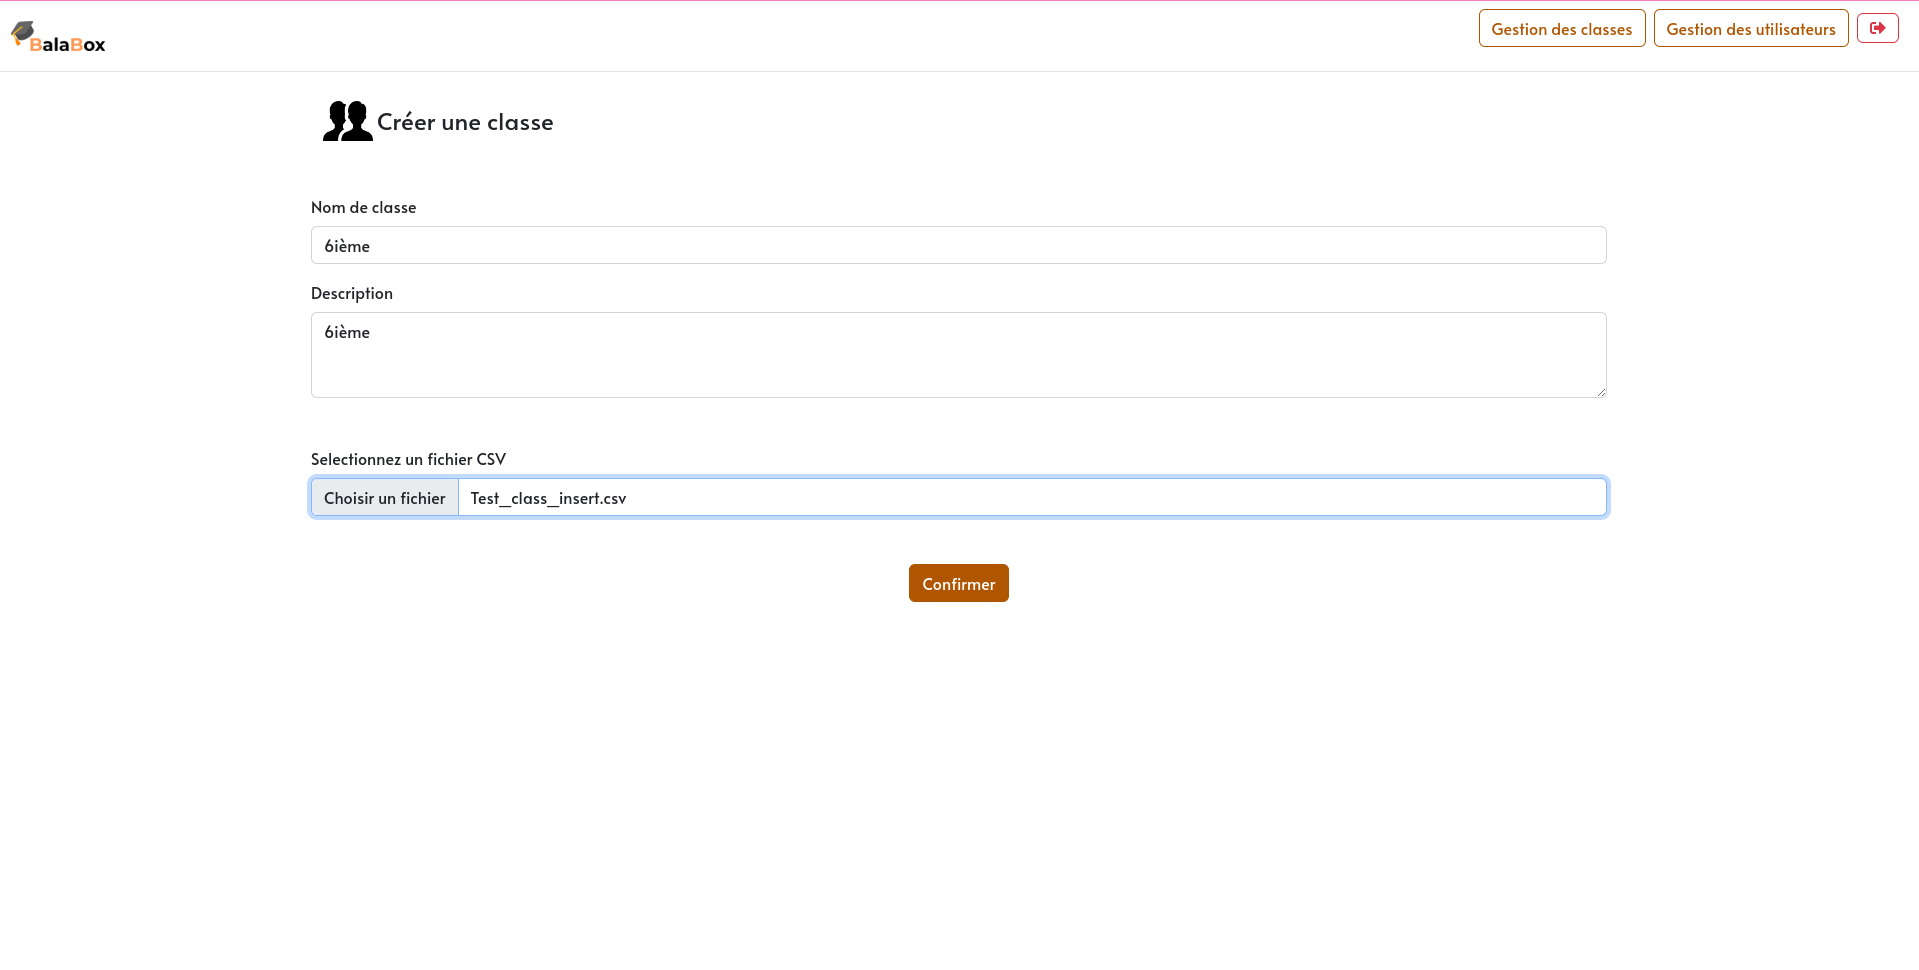 BalaBox
Gestion des classes
Gestion des utilisateurs
Créer une classe
Nom de classe
6ième
Description
6ième
Selectionnez un fichier CSV
Choisir un fichier Test_class_insert.csv
Confirmer